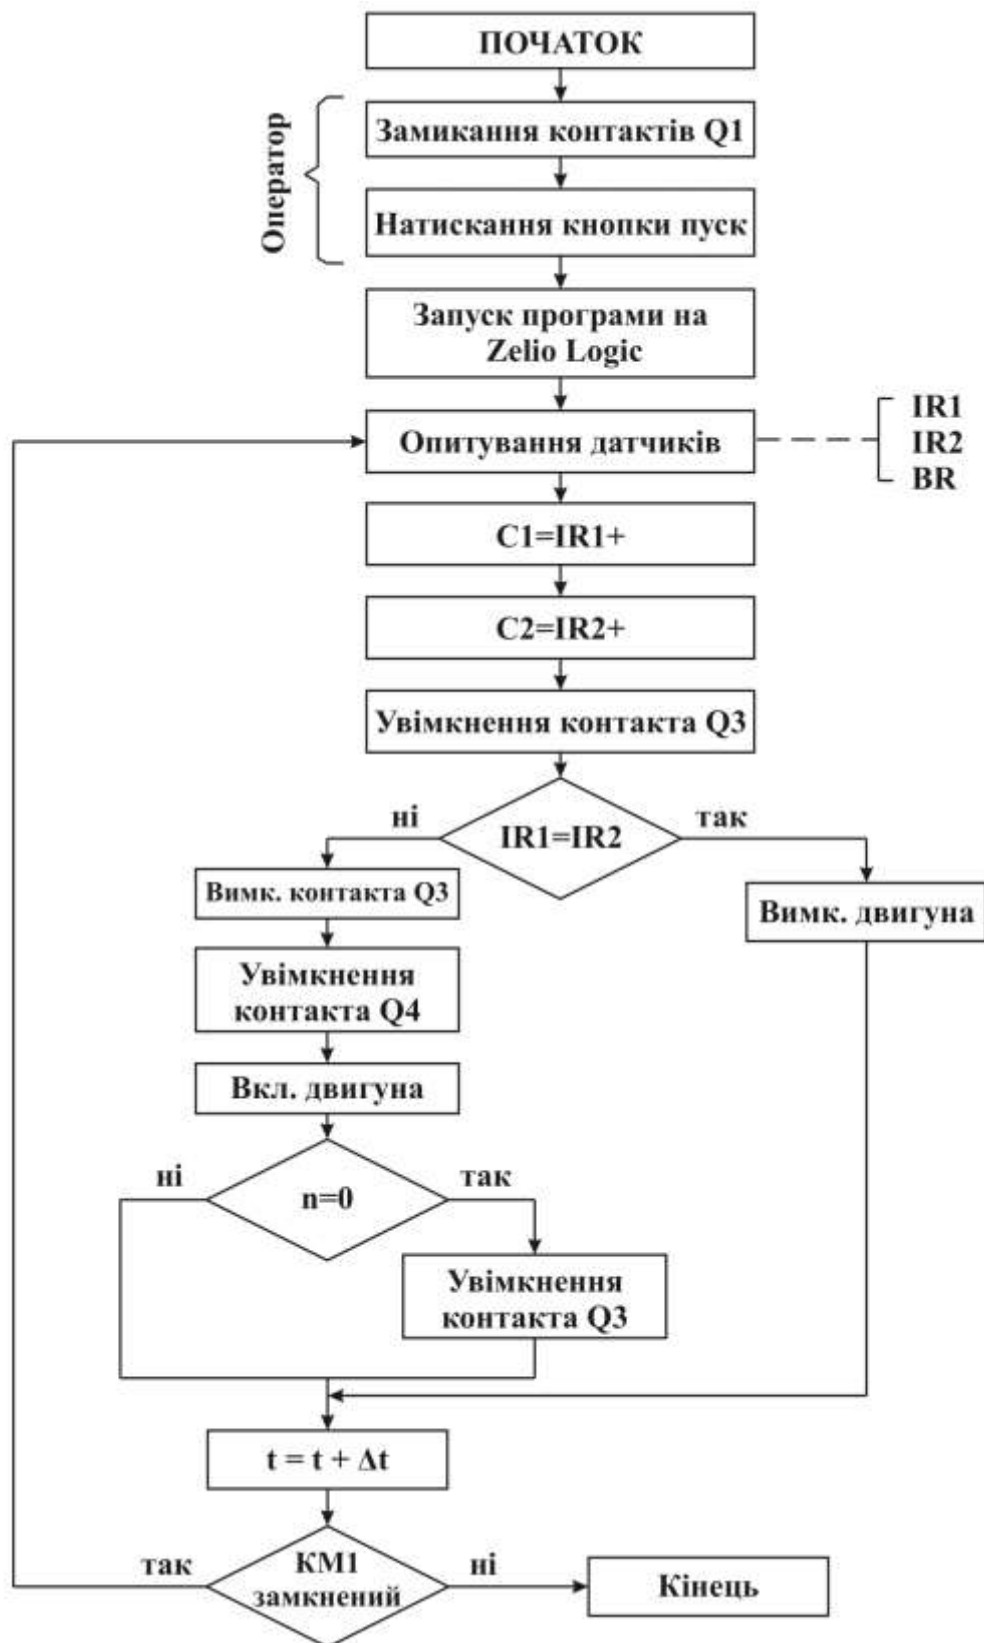 ПОЧАТОК
Оператор
Замикання контактів Q1
Натискання кнопки пуск
Запуск програми на
Zelio Logic
Опитування датчиків
IR1
IR2
BR
C1=IR1+
C2=IR2+
Увімкнення контакта Q3
ні
IR1=IR2
так
Вимк. контакта Q3
Вимк. двигуна
Увімкнення
контакта Q4
Вкл. двигуна
ні
n=0
так
Увімкнення
контакта Q3
t = t + Δt
так
КМ1
замкнений
ні
Кінець